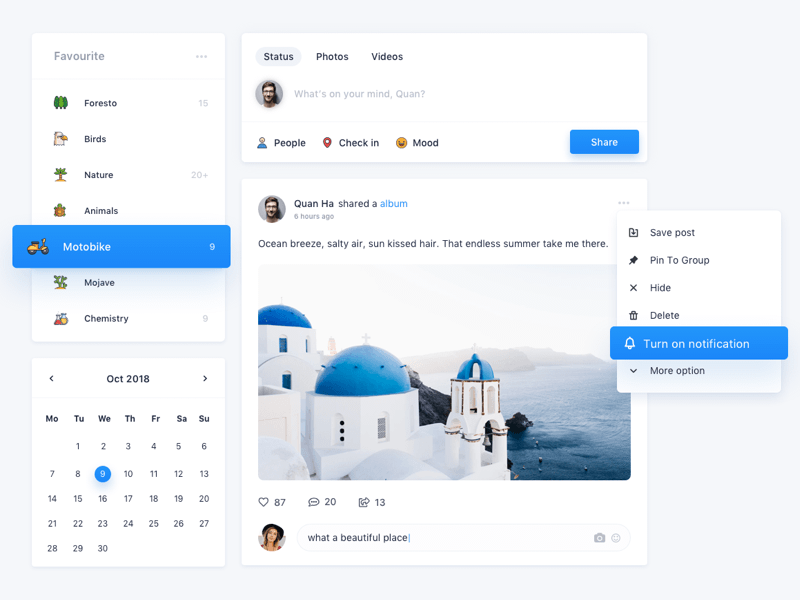 Favourite
Foresto 15
Birds
Nature 20+
Animals
Motobike 9
Mojave
Chemistry 9
Oct 2018
Mo Tu We Th Fr Sa Su
1 2 3 4 5 6
7 8 9 10 11 12 13
14 15 16 17 18 19 20
21 22 23 24 25 26 27
28 29 30
Status Photos Videos
What's on your mind, Quan?
People Check in Mood Share
Quan Ha shared a album
6 hours ago
Ocean breeze, salty air, sun kissed hair. That endless summer take me there.
87 20 13
what a beautiful place
Save post
Pin To Group
Hide
Delete
Turn on notification
More option